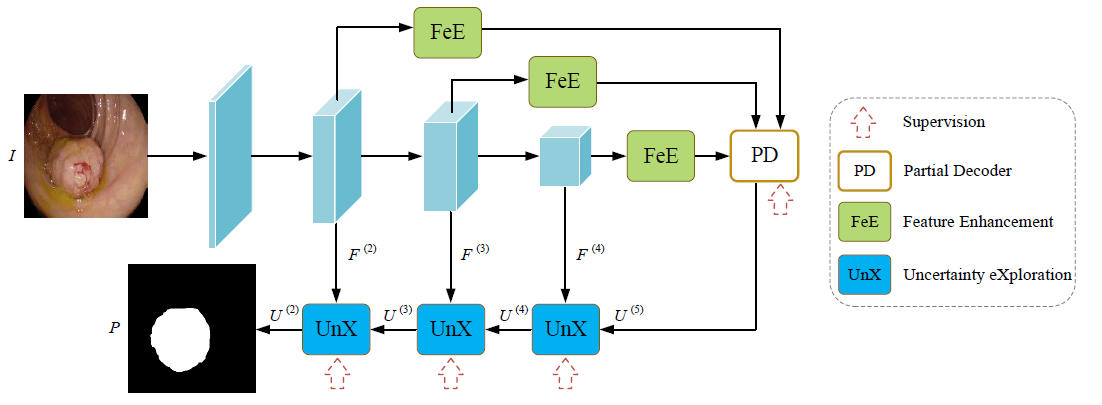 FeE
FeE
I
FeE
PD
F (2)
F (3)
F (4)
P
U (2)
UnX
U (3)
UnX
U (4)
UnX
U (5)
Supervision
PD Partial Decoder
FeE Feature Enhancement
UnX Uncertainty eXploration